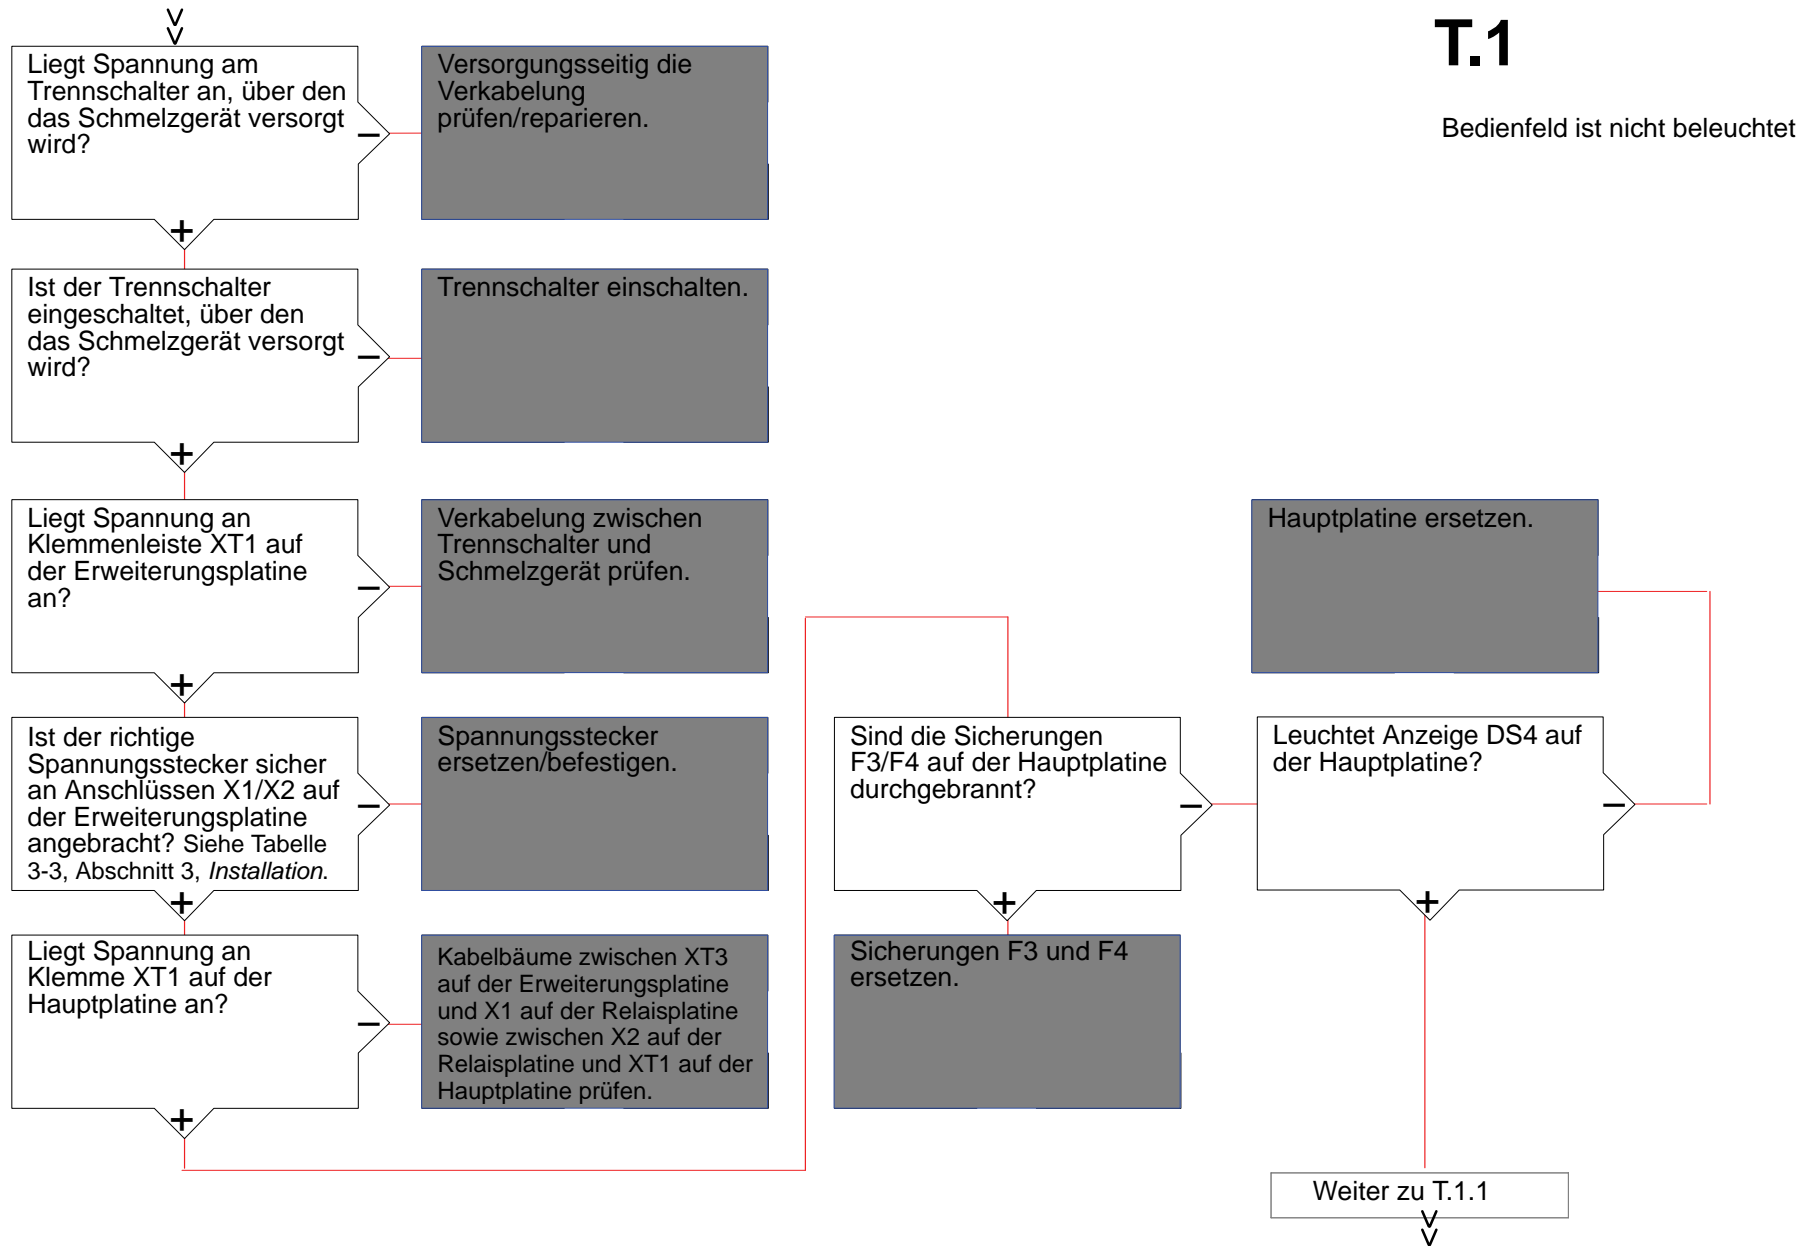 T.1
Bedienfeld ist nicht beleuchtet
Liegt Spannung am
Trennschalter an, über den
das Schmelzgerät versorgt
wird?
–
+
Versorgungsseitig die
Verkabelung
prüfen/reparieren.
Ist der Trennschalter
eingeschaltet, über den
das Schmelzgerät versorgt
wird?
–
+
Trennschalter einschalten.
Liegt Spannung an
Klemmenleiste XT1 auf
der Erweiterungsplatine
an?
–
+
Verkabelung zwischen
Trennschalter und
Schmelzgerät prüfen.
Ist der richtige
Spannungsstecker sicher
an Anschlüssen X1/X2 auf
der Erweiterungsplatine
angebracht? Siehe Tabelle
3-3, Abschnitt 3, Installation.
–
+
Spannungsstecker
ersetzen/befestigen.
Liegt Spannung an
Klemme XT1 auf der
Hauptplatine an?
–
+
Kabelbäume zwischen XT3
auf der Erweiterungsplatine
und X1 auf der Relaisplatine
sowie zwischen X2 auf der
Relaisplatine und XT1 auf der
Hauptplatine prüfen.
Sind die Sicherungen
F3/F4 auf der Hauptplatine
durchgebrannt?
–
+
Sicherungen F3 und F4
ersetzen.
Leuchtet Anzeige DS4 auf
der Hauptplatine?
–
+
Hauptplatine ersetzen.
Weiter zu T.1.1